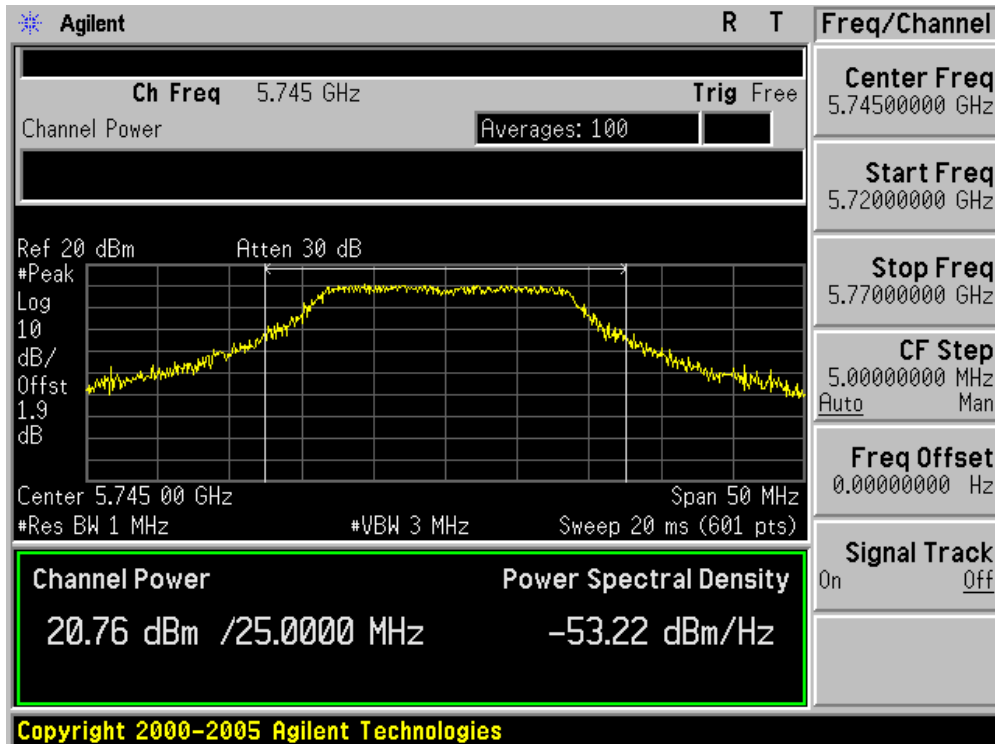 Agilent R T
Ch Freq 5.745 GHz Trig Free
Channel Power Averages: 100
Ref 20 dBm Atten 30 dB
#Peak
Log
10
dB/
Offst
1.9
dB
Center 5.745 00 GHz Span 50 MHz
#Res BW 1 MHz #VBW 3 MHz Sweep 20 ms (601 pts)
Channel Power Power Spectral Density
20.76 dBm /25.0000 MHz -53.22 dBm/Hz
Copyright 2000-2005 Agilent Technologies
Freq/Channel
Center Freq
5.74500000 GHz
Start Freq
5.72000000 GHz
Stop Freq
5.77000000 GHz
CF Step
5.00000000 MHz
Auto Man
Freq Offset
0.00000000 Hz
Signal Track
On Off